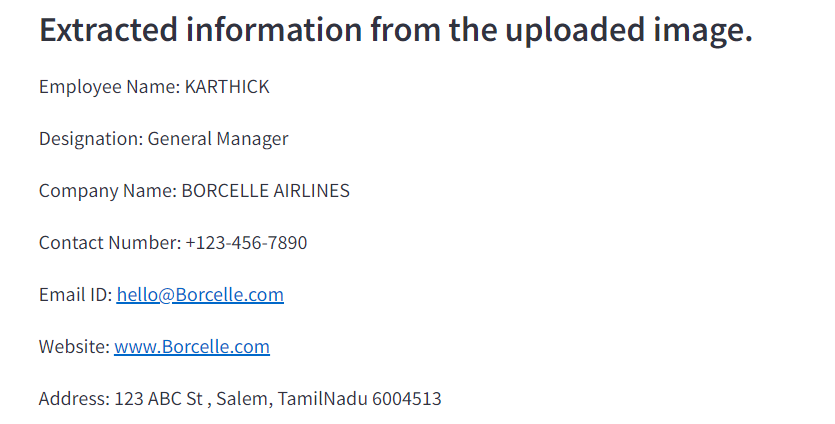 Extracted information from the uploaded image.
Employee Name: KARTHICK
Designation: General Manager
Company Name: BORCELLE AIRLINES
Contact Number: +123-456-7890
Email ID: hello@Borcelle.com
Website: www.Borcelle.com
Address: 123 ABC St , Salem, TamilNadu 6004513